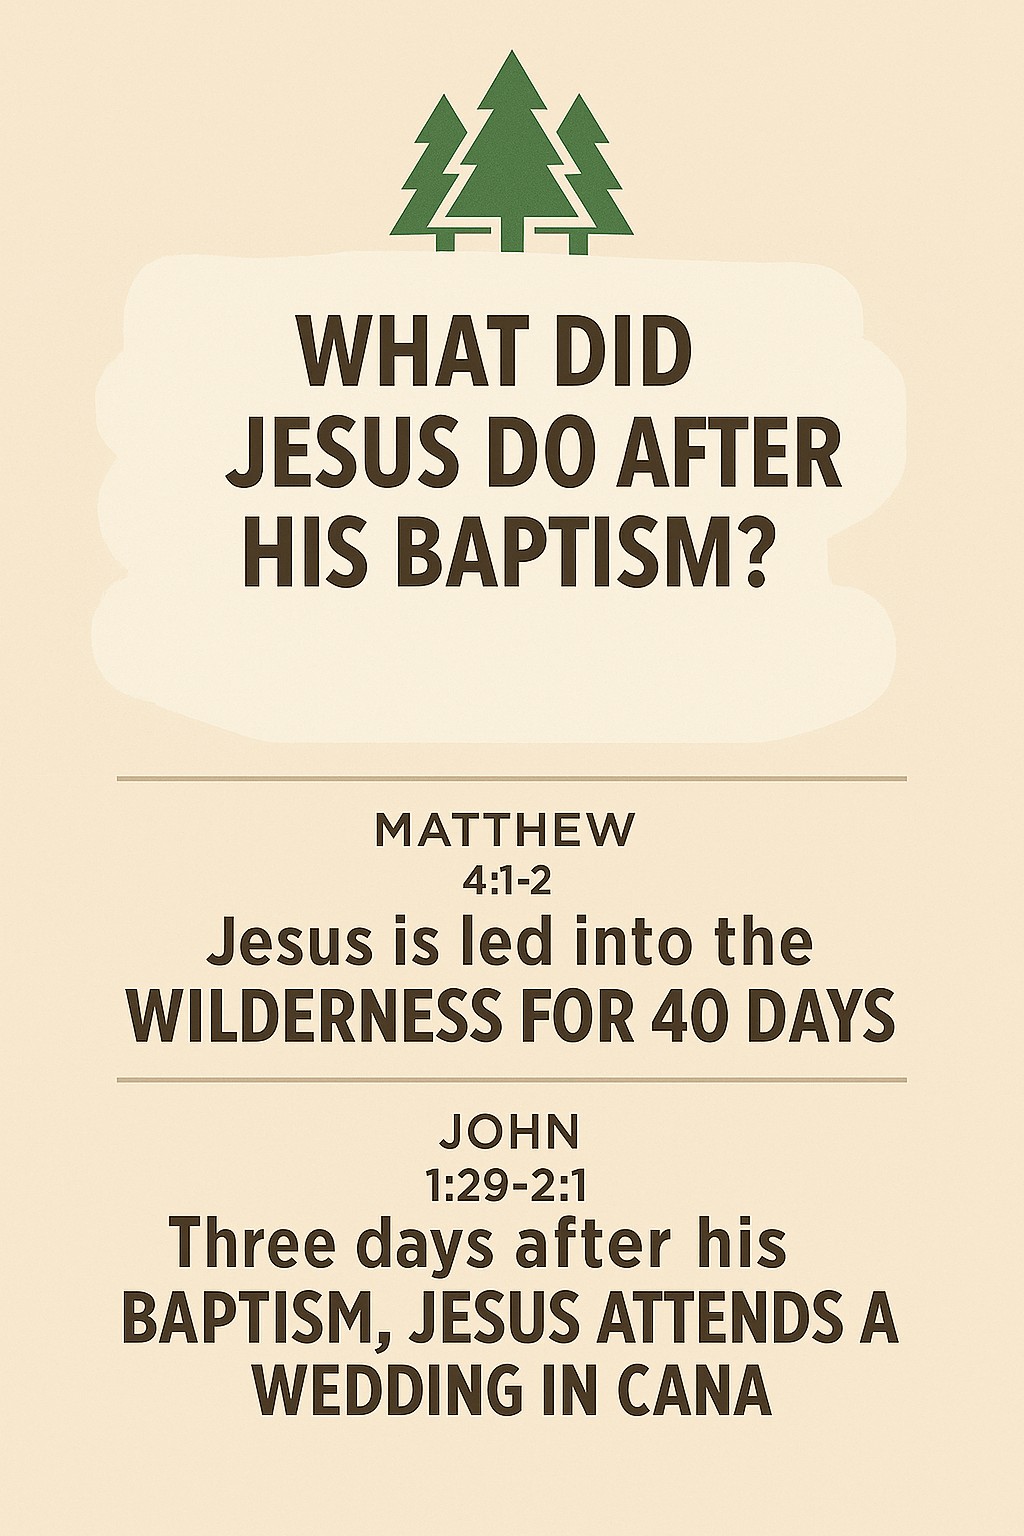 WHAT DID
JESUS DO AFTER
HIS BAPTISM?
MATTHEW
4:1-2
Jesus is led into the
WILDERNESS FOR 40 DAYS
JOHN
1:29-2:1
Three days after his
BAPTISM, JESUS ATTENDS A
WEDDING IN CANA